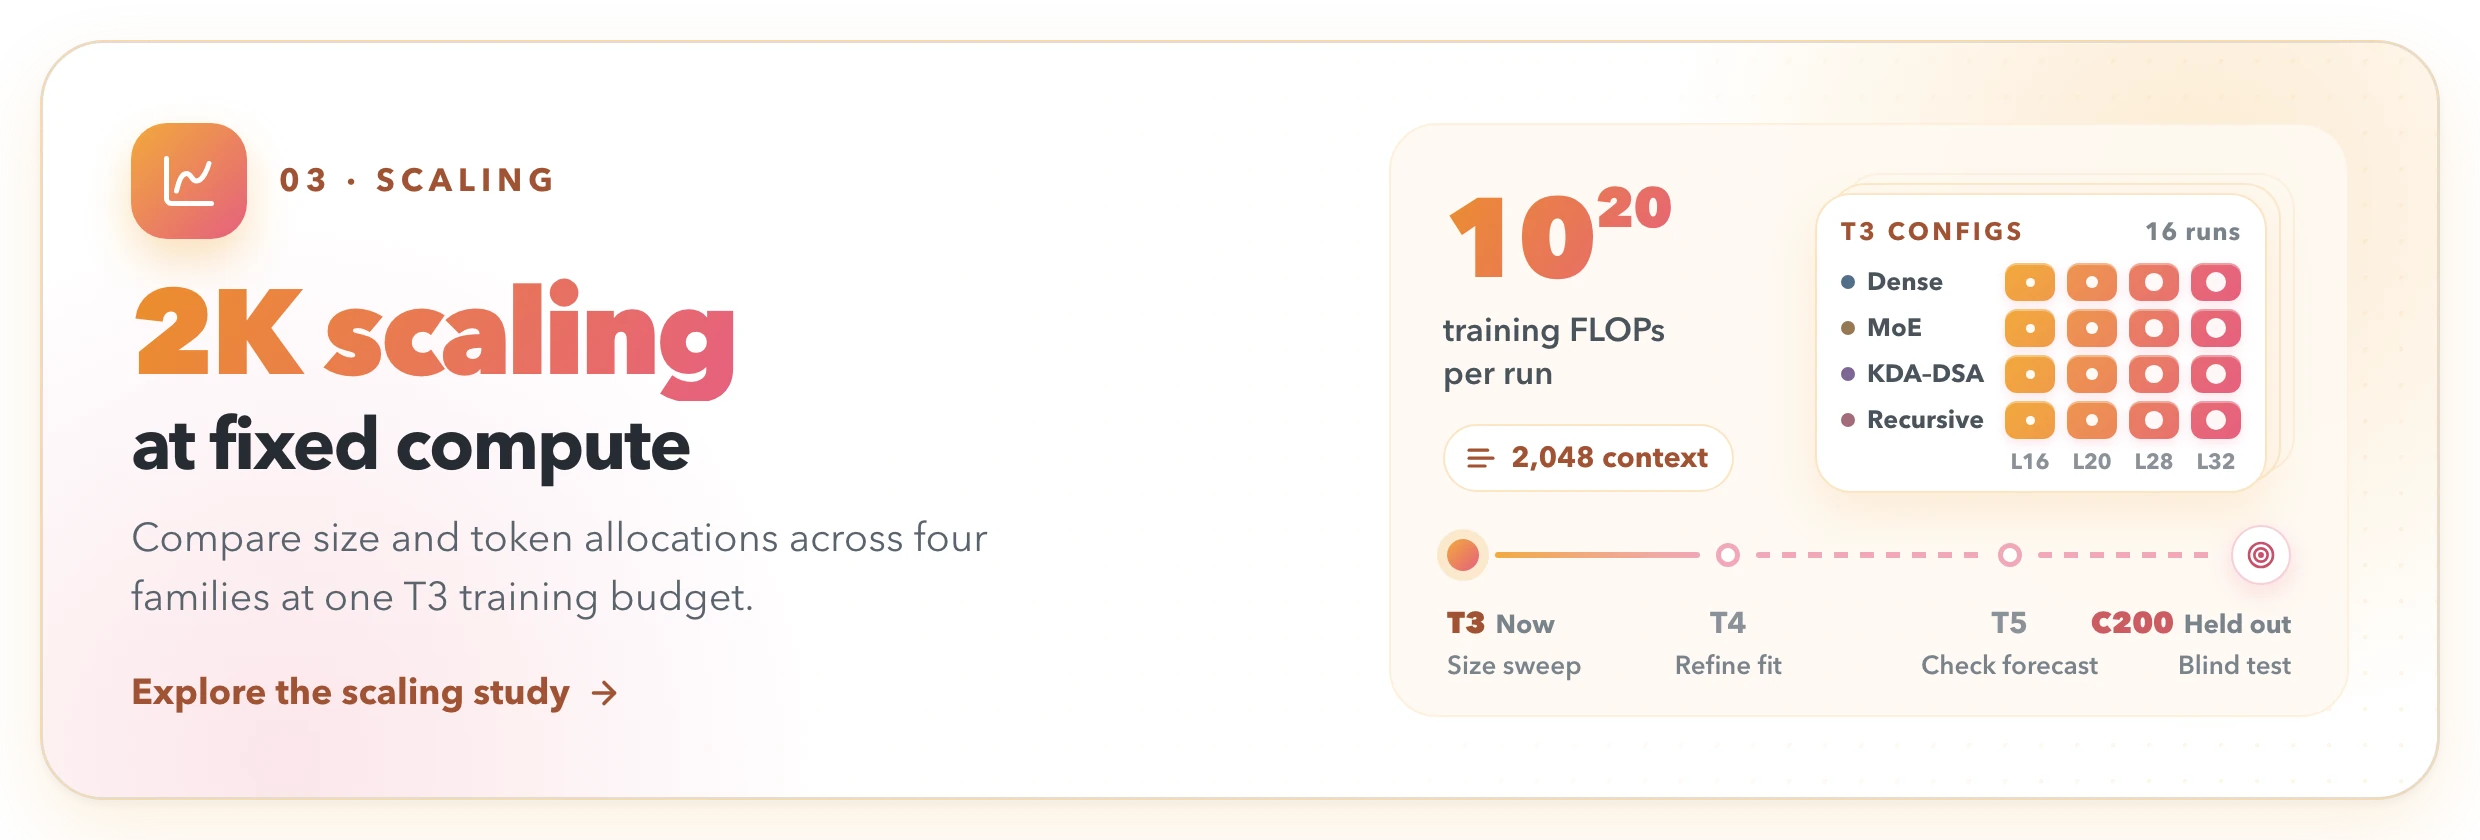 03 · SCALING
2K scaling
at fixed compute
Compare size and token allocations across four
families at one T3 training budget.
Explore the scaling study →
10²⁰
training FLOPs
per run
2,048 context
T3 CONFIGS 16 runs
Dense
MoE
KDA–DSA
Recursive
L16 L20 L28 L32
T3 Now
Size sweep
T4
Refine fit
T5
Check forecast
C200 Held out
Blind test